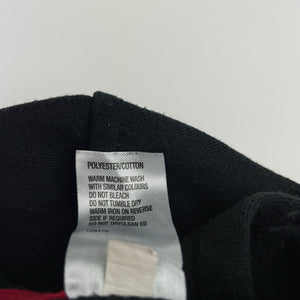 POLYESTER/COTTON
WARM MACHINE WASH
WITH SIMILAR COLOURS
DO NOT BLEACH
DO NOT TUMBLE DRY
WARM IRON ON REVERSE
SIDE IF REQUIRED
DO NOT DRYCLEAN